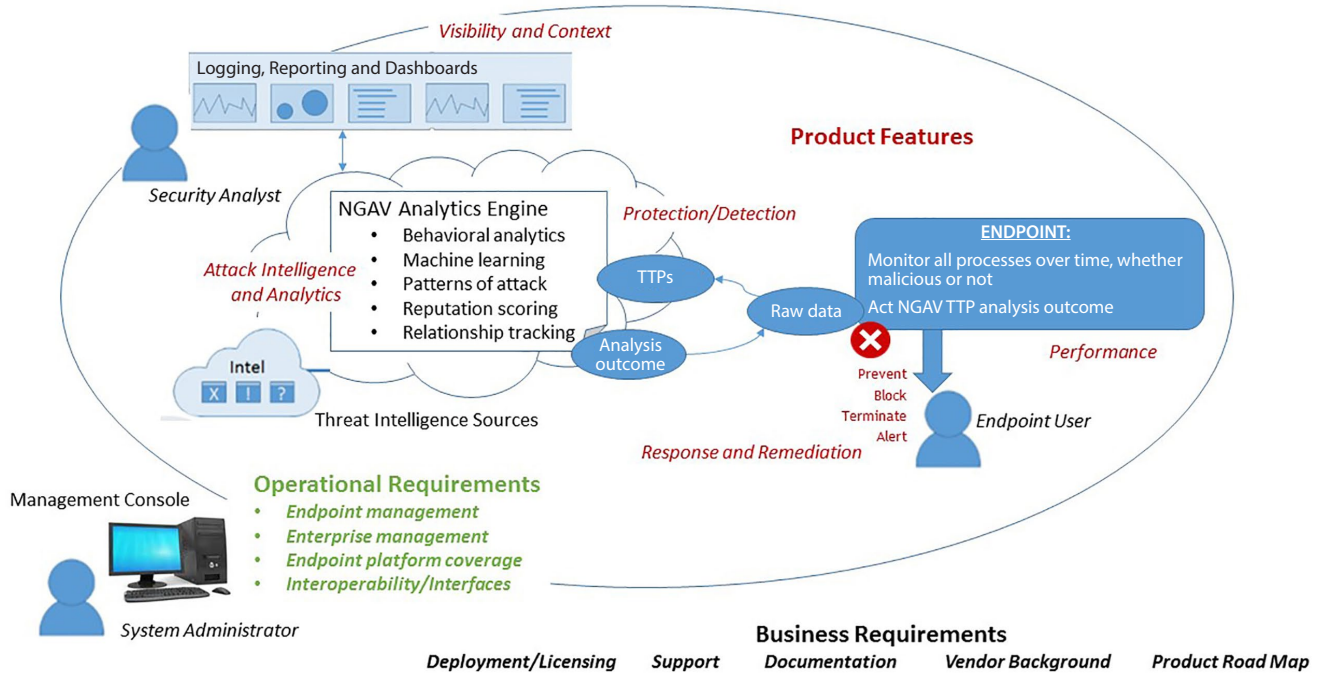 Visibility and Context
Logging, Reporting and Dashboards
Security Analyst
Product Features
NGAV Analytics Engine
• Behavioral analytics
• Machine learning
• Patterns of attack
• Reputation scoring
• Relationship tracking
Protection/Detection
Attack Intelligence
and Analytics
TTPs
Raw data
Analysis
outcome
ENDPOINT:
Monitor all processes over time, whether
malicious or not
Act NGAV TTP analysis outcome
Performance
Intel
X
!
?
Threat Intelligence Sources
Prevent
Block
Terminate
Alert
Endpoint User
Response and Remediation
Operational Requirements
• Endpoint management
• Enterprise management
• Endpoint platform coverage
• Interoperability/Interfaces
Management Console
System Administrator
Business Requirements
Deployment/Licensing Support Documentation Vendor Background Product Road Map